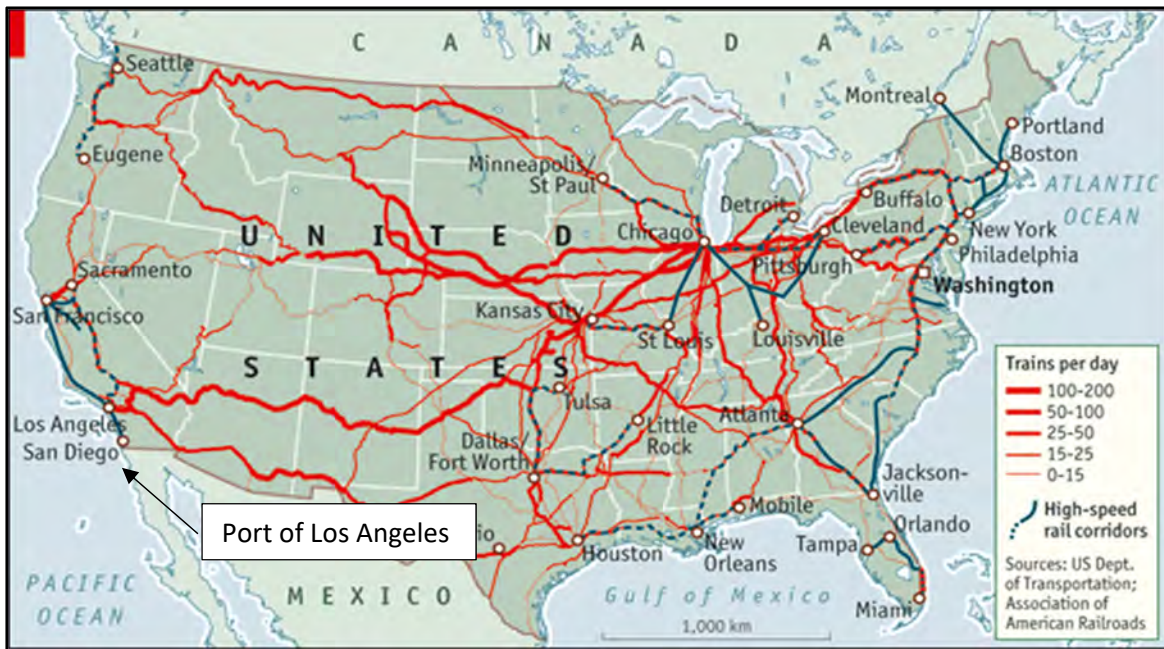 C A N A D A
Seattle
Montreal
Portland
Eugene
Minneapolis/
St Paul
Boston
ATLANTIC
OCEAN
Detroit
Buffalo
U N I T E D
Chicago
Cleveland
New York
Sacramento
Pittsburgh
Philadelphia
Washington
San Francisco
Kansas City
St Louis
Louisville
S T A T E S
Tulsa
Los Angeles
San Diego
Little
Rock
Atlante
Dallas/
Fort Worth
Jackson-
ville
Port of Los Angeles
io
Houston
New
Orleans
Mobile
Orlando
Tampa
Miami
PACIFIC
OCEAN
MEXICO
Gulf of Mexico
1,000 km
Trains per day
100-200
50-100
25-50
15-25
0-15
High-speed
rail corridors
Sources: US Dept.
of Transportation;
Association of
American Railroads